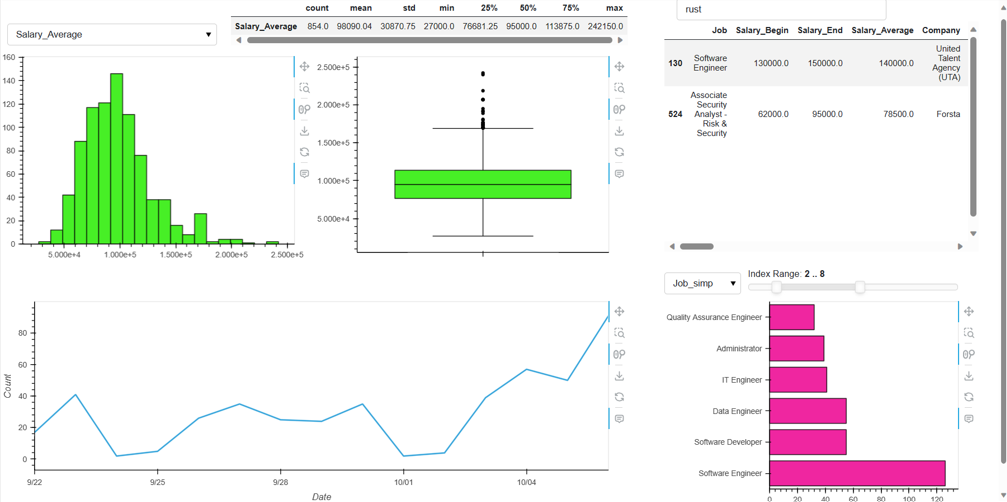 Salary_Average
count mean std min 25% 50% 75% max
Salary_Average 854.0 98090.04 30870.75 27000.0 76681.25 95000.0 113875.0 242150.0
rust
Job Salary_Begin Salary_End Salary_Average Company
130 Software Engineer 130000.0 150000.0 140000.0 United Talent Agency (UTA)
524 Associate Security Analyst - Risk & Security 62000.0 95000.0 78500.0 Forsta
160
140
120
100
80
60
40
20
0
5.000e+4 1.000e+5 1.500e+5 2.000e+5 2.500e+5
2.500e+5
2.000e+5
1.500e+5
1.000e+5
5.000e+4
Job_simp
Index Range: 2 .. 8
Count
80
60
40
20
0
9/22 9/25 9/28 10/01 10/04
Date
Quality Assurance Engineer
Administrator
IT Engineer
Data Engineer
Software Developer
Software Engineer
0 20 40 60 80 100 120